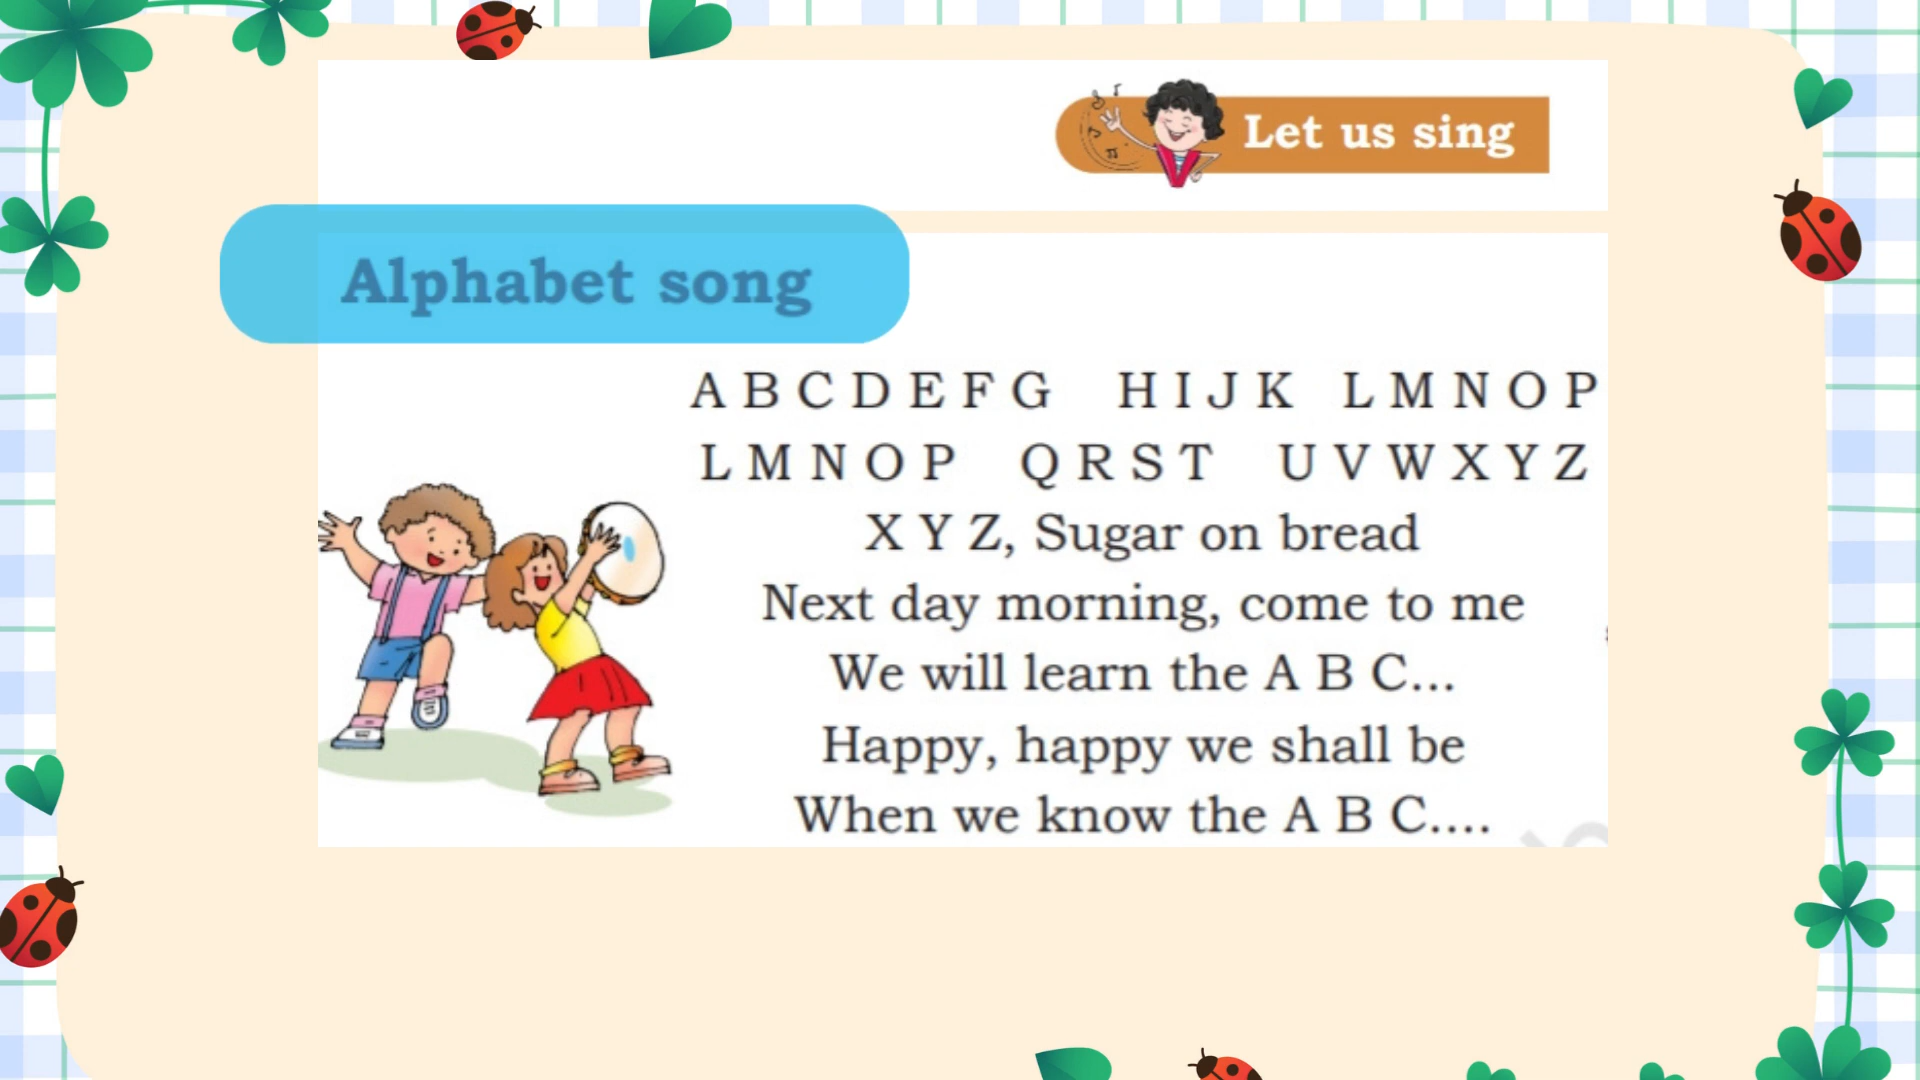 Let us sing
Alphabet song
A B C D E F G H I J K L M N O P
L M N O P Q R S T U V W X Y Z
X Y Z, Sugar on bread
Next day morning, come to me
We will learn the A B C...
Happy, happy we shall be
When we know the A B C....